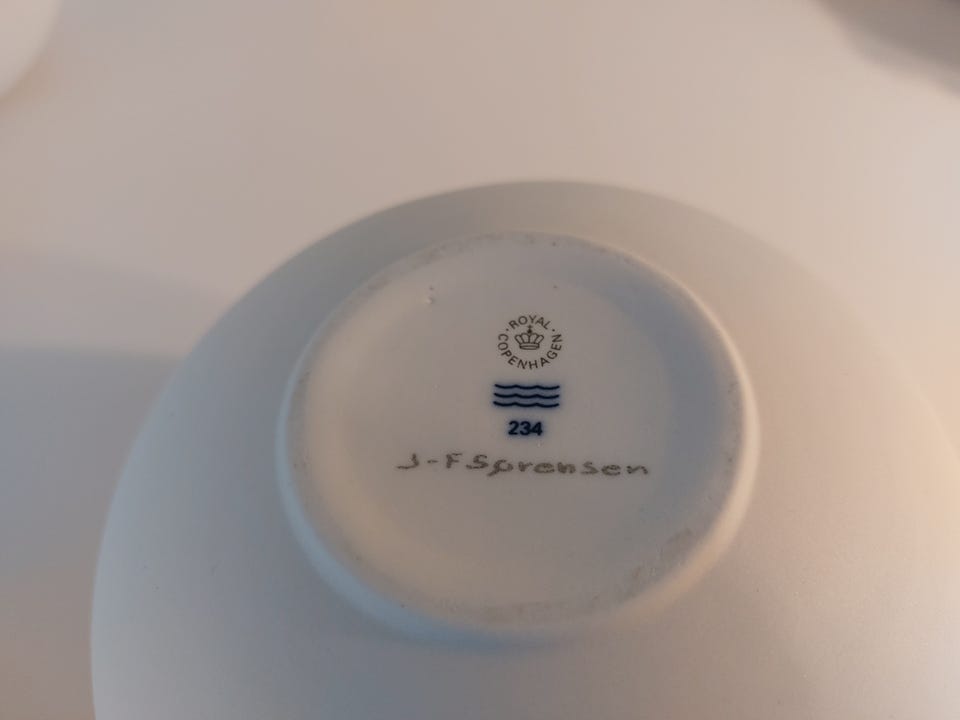 ROYAL
COPENHAGEN
234
J-F Sørensen